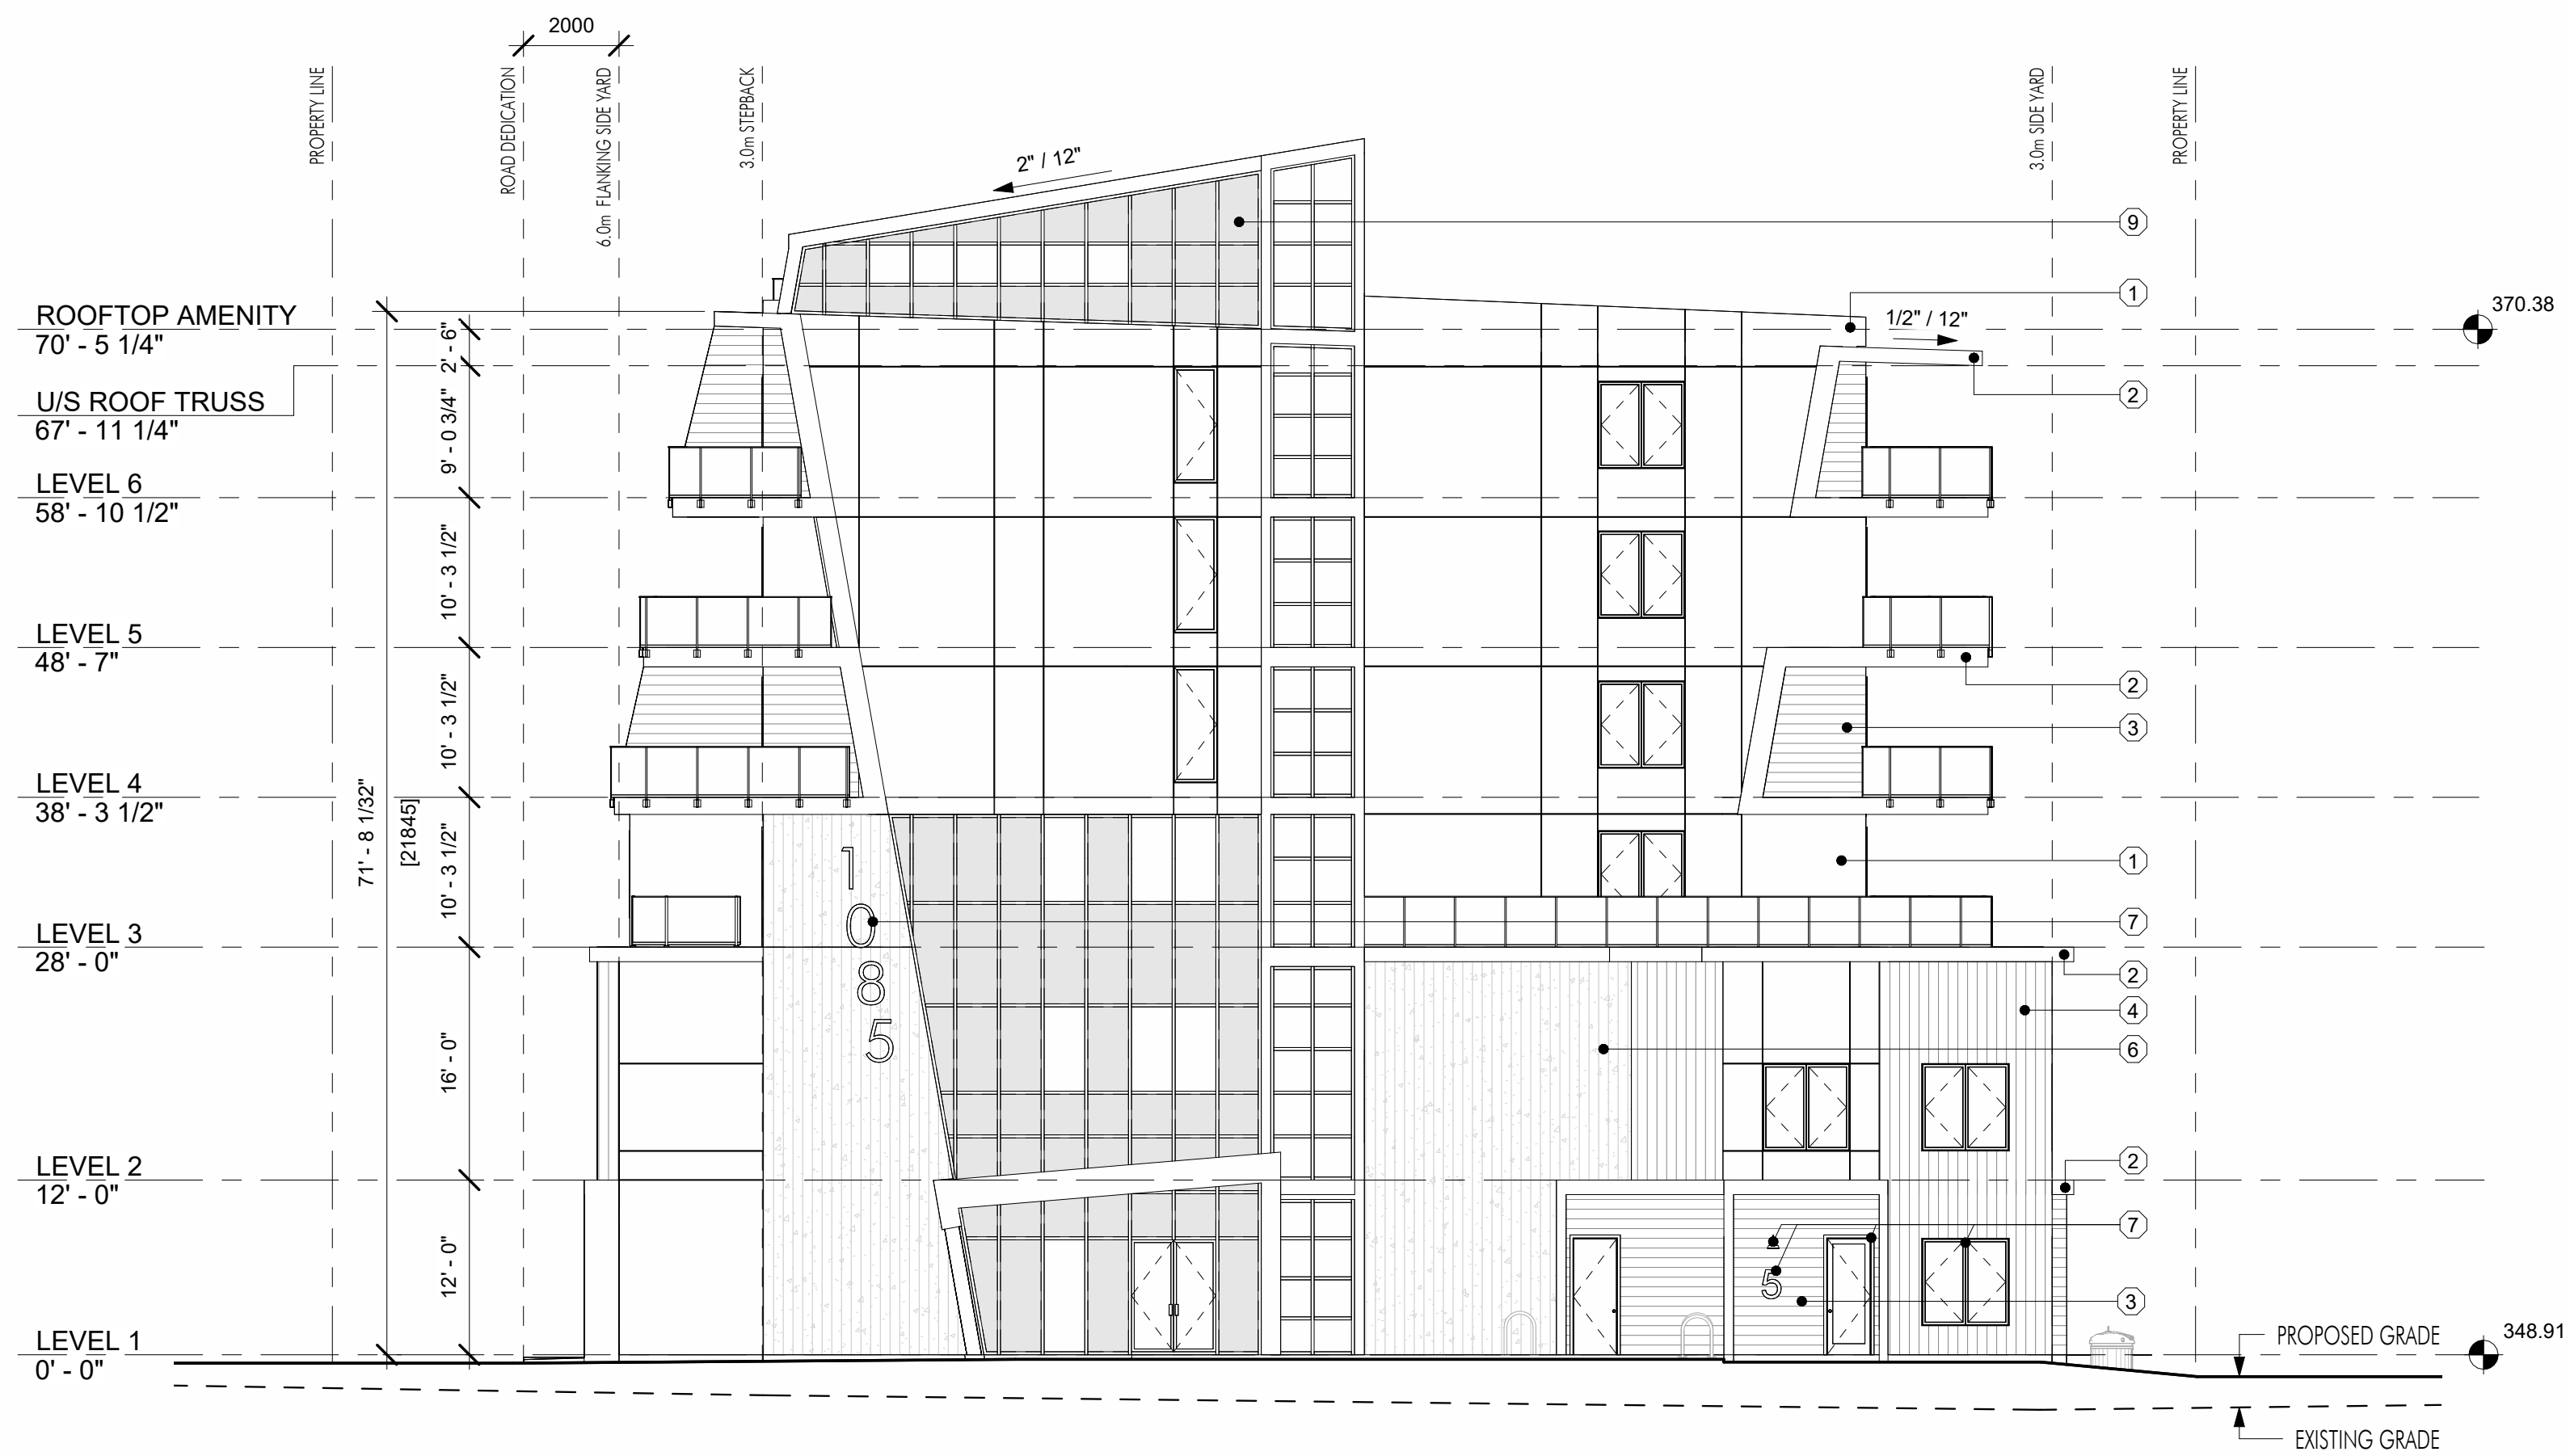 2000
PROPERTY LINE
ROAD DEDICATION
6.0m FLANKING SIDE YARD
3.0m STEPBACK
3.0m SIDE YARD
PROPERTY LINE
2" / 12"
9
1
ROOFTOP AMENITY
70' - 5 1/4"
2' - 6"
1/2" / 12"
370.38
U/S ROOF TRUSS
67' - 11 1/4"
9' - 0 3/4"
2
LEVEL 6
58' - 10 1/2"
10' - 3 1/2"
LEVEL 5
48' - 7"
10' - 3 1/2"
2
3
LEVEL 4
38' - 3 1/2"
71' - 8 1/32"
[21845]
10' - 3 1/2"
1
0
8
5
1
7
LEVEL 3
28' - 0"
2
4
16' - 0"
6
LEVEL 2
12' - 0"
2
7
12' - 0"
5
3
LEVEL 1
0' - 0"
PROPOSED GRADE
348.91
EXISTING GRADE